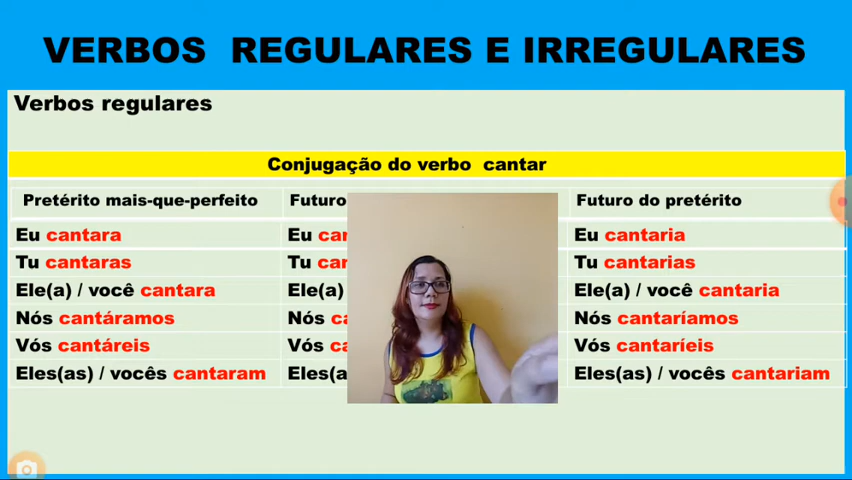 VERBOS REGULARES E IRREGULARES
Verbos regulares
Conjugação do verbo cantar
Pretérito mais-que-perfeito Futuro Futuro do pretérito
Eu cantara Eu Eu cantaria
Tu cantaras Tu Tu cantarias
Ele(a) / você cantara Ele(a) Ele(a) / você cantaria
Nós cantáramos Nós Nós cantaríamos
Vós cantáreis Vós Vós cantaríeis
Eles(as) / vocês cantaram Eles(as) / vocês cantariam